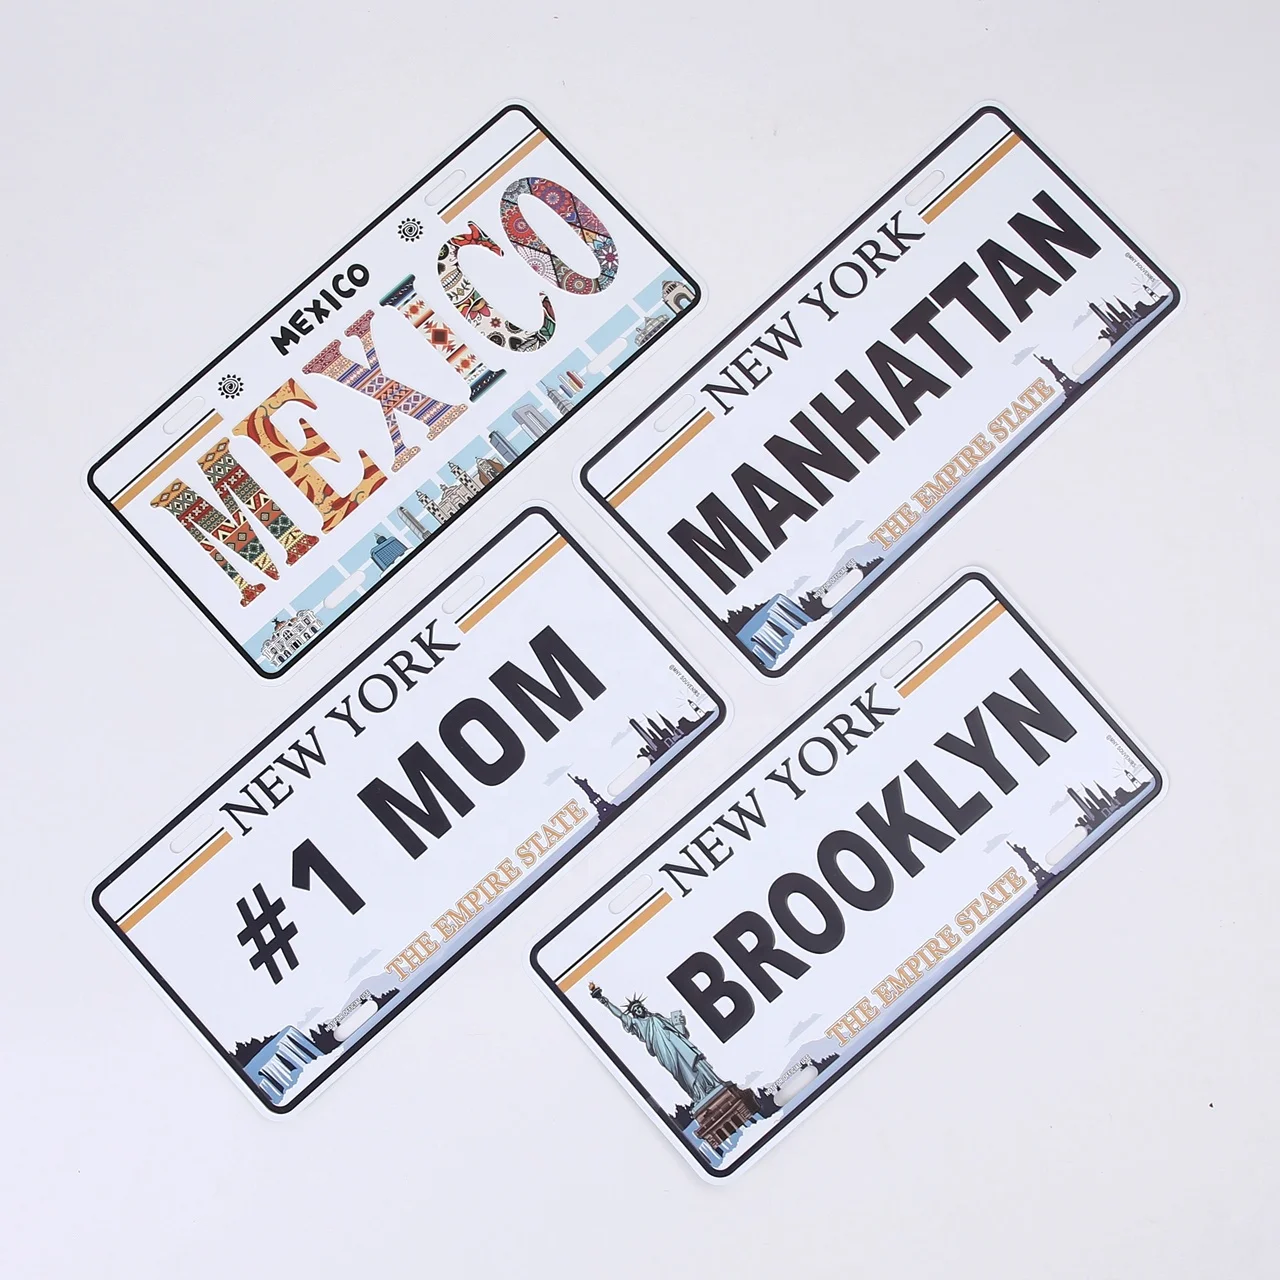 MEXICO
MEXICO
NEW YORK
MANHATTAN
THE EMPIRE STATE
NEW YORK
#1 MOM
THE EMPIRE STATE
NEW YORK
BROOKLYN
THE EMPIRE STATE